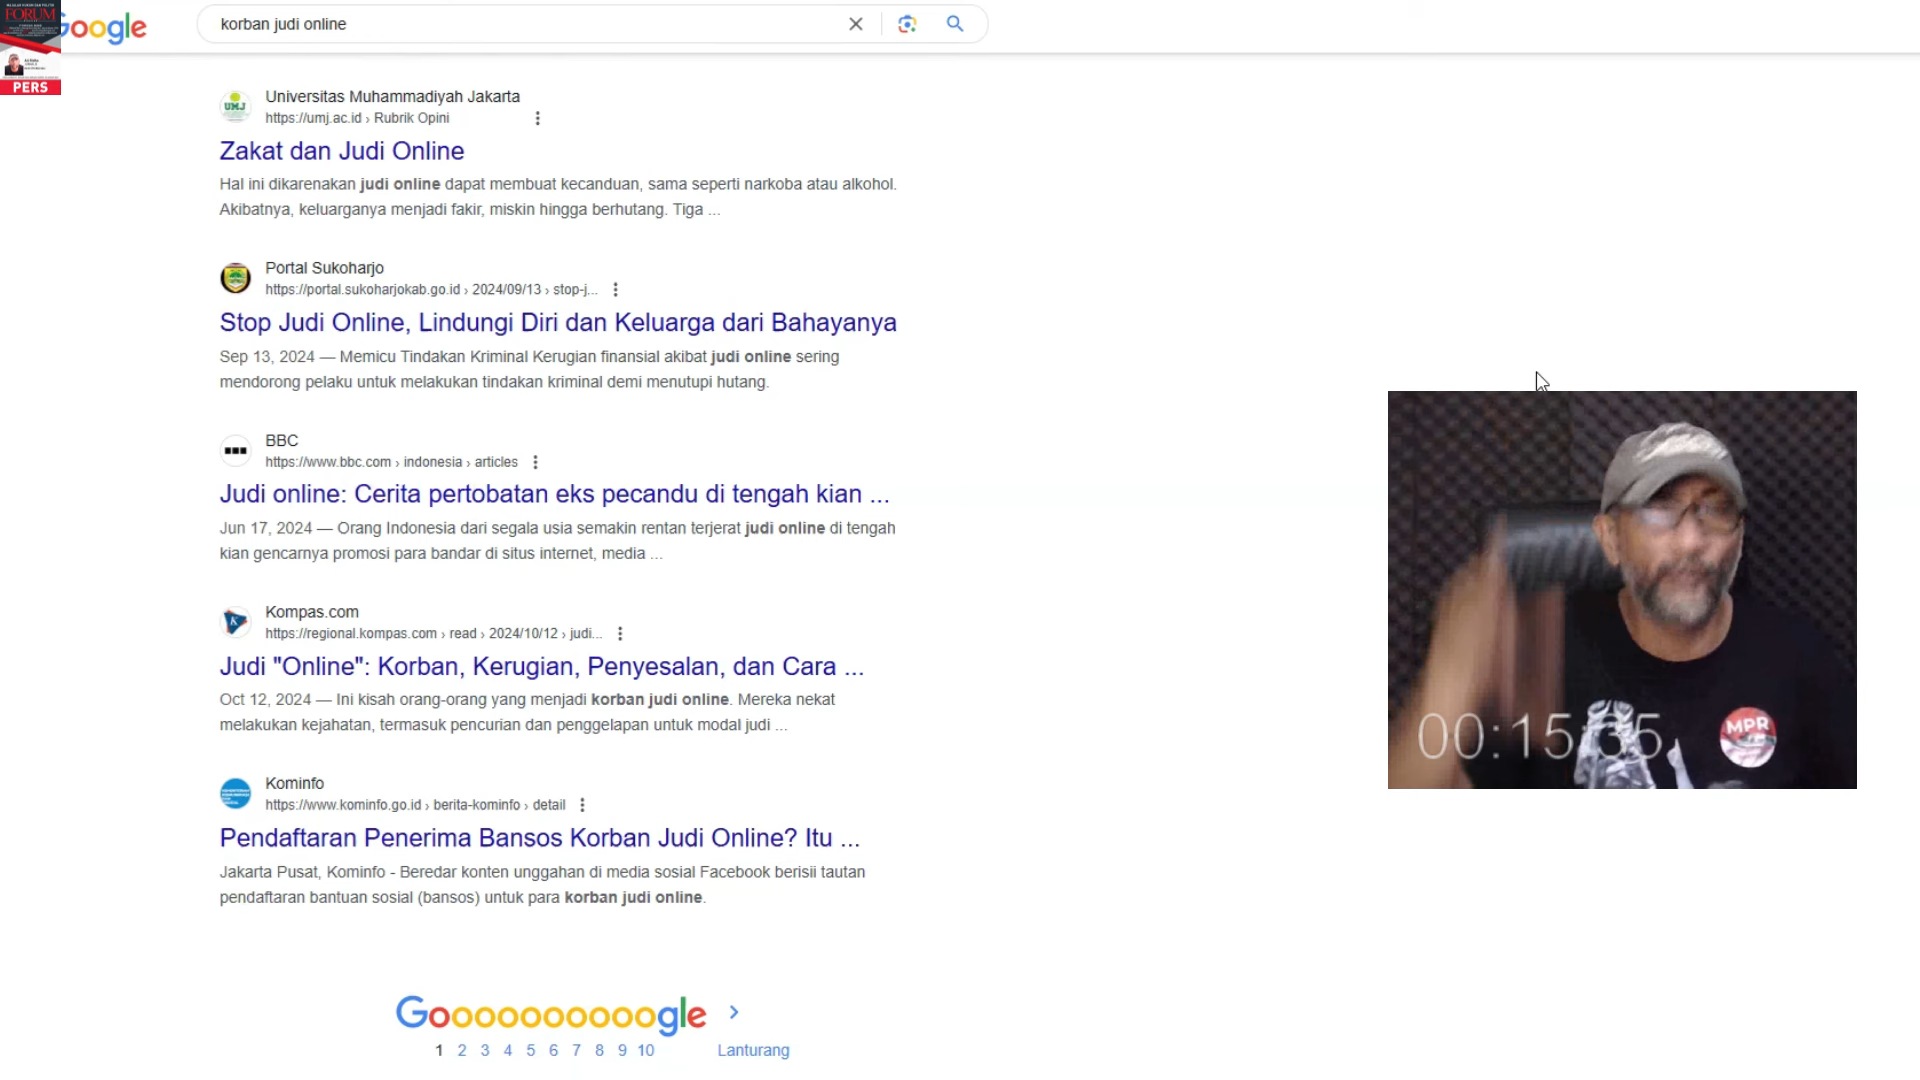 FORUM
PERS
Google
korban judi online
Universitas Muhammadiyah Jakarta
https://umj.ac.id › Rubrik Opini
Zakat dan Judi Online
Hal ini dikarenakan judi online dapat membuat kecanduan, sama seperti narkoba atau alkohol.
Akibatnya, keluarganya menjadi fakir, miskin hingga berhutang. Tiga ...
Portal Sukoharjo
https://portal.sukoharjokab.go.id › 2024/09/13 › stop-j...
Stop Judi Online, Lindungi Diri dan Keluarga dari Bahayanya
Sep 13, 2024 — Memicu Tindakan Kriminal Kerugian finansial akibat judi online sering
mendorong pelaku untuk melakukan tindakan kriminal demi menutupi hutang.
BBC
https://www.bbc.com › indonesia › articles
Judi online: Cerita pertobatan eks pecandu di tengah kian ...
Jun 17, 2024 — Orang Indonesia dari segala usia semakin rentan terjerat judi online di tengah
kian gencarnya promosi para bandar di situs internet, media ...
Kompas.com
https://regional.kompas.com › read › 2024/10/12 › judi...
Judi "Online": Korban, Kerugian, Penyesalan, dan Cara ...
Oct 12, 2024 — Ini kisah orang-orang yang menjadi korban judi online. Mereka nekat
melakukan kejahatan, termasuk pencurian dan penggelapan untuk modal judi ...
Kominfo
https://www.kominfo.go.id › berita-kominfo › detail
Pendaftaran Penerima Bansos Korban Judi Online? Itu ...
Jakarta Pusat, Kominfo - Beredar konten unggahan di media sosial Facebook berisii tautan
pendaftaran bantuan sosial (bansos) untuk para korban judi online.
Goooooooooogle
1 2 3 4 5 6 7 8 9 10 Lanturang
UMJ
00:15:35
MPR